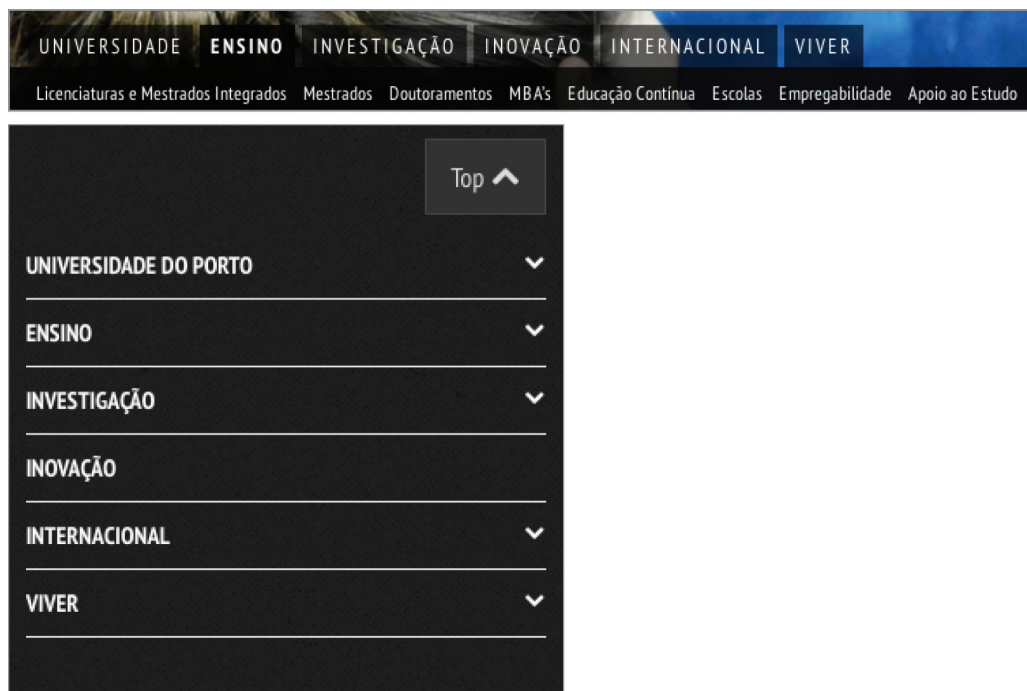 UNIVERSIDADE ENSINO INVESTIGAÇÃO INOVAÇÃO INTERNACIONAL VIVER
Licenciaturas e Mestrados Integrados Mestrados Doutoramentos MBA's Educação Contínua Escolas Empregabilidade Apoio ao Estudo
Top
UNIVERSIDADE DO PORTO
ENSINO
INVESTIGAÇÃO
INOVAÇÃO
INTERNACIONAL
VIVER